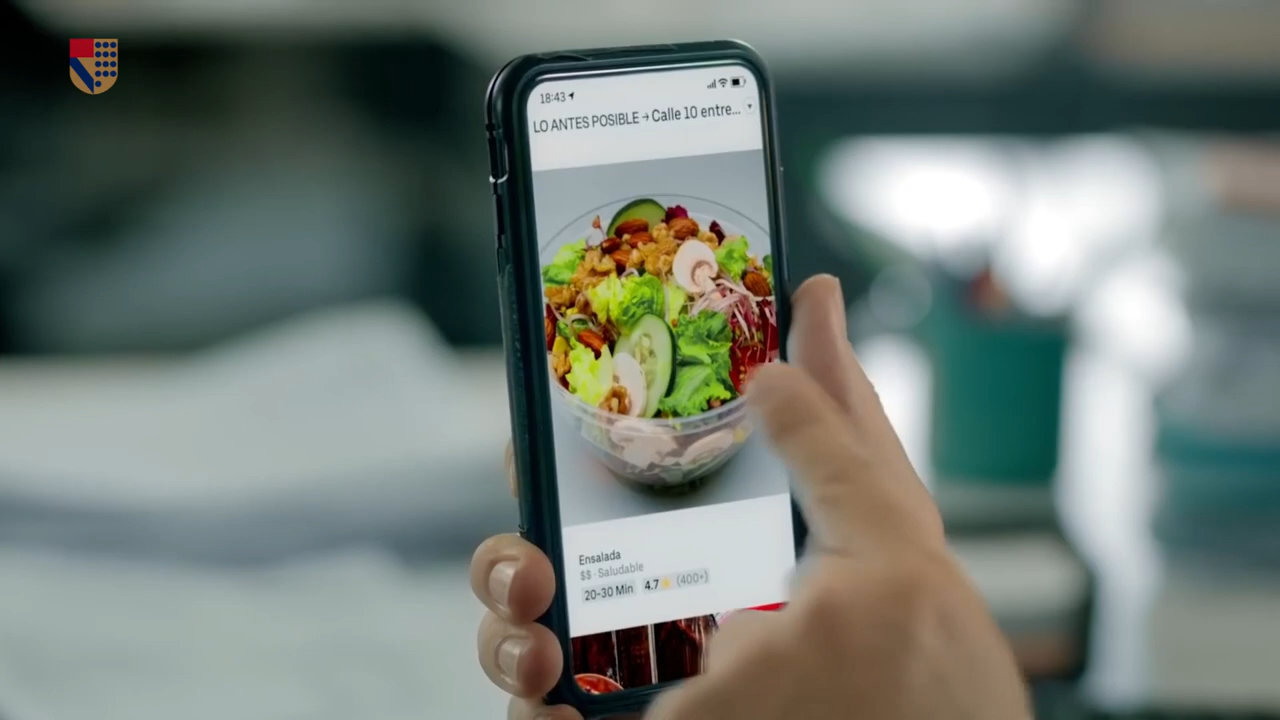 18:43
LO ANTES POSIBLE → Calle 10 entre...
Ensalada
$$ · Saludable
20-30 Min 4.7 ★ (400+)